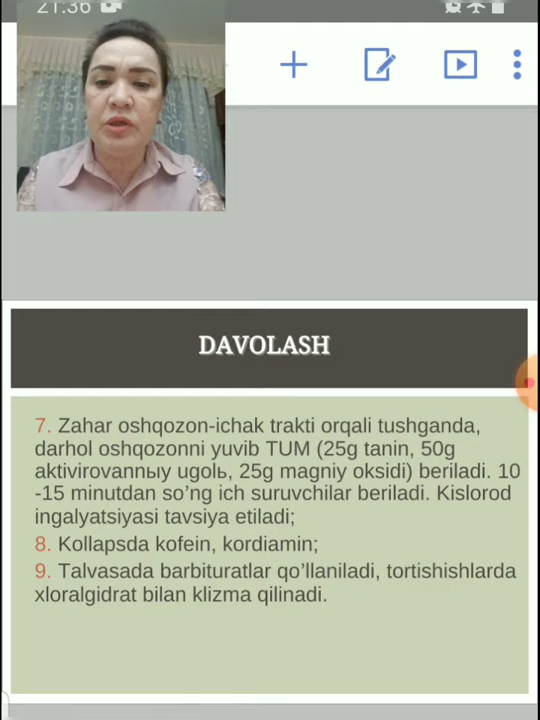 21:36
DAVOLASH
7. Zahar oshqozon-ichak trakti orqali tushganda,
darhol oshqozonni yuvib TUM (25g tanin, 50g
aktivirovannыy ugolь, 25g magniy oksidi) beriladi. 10
-15 minutdan so’ng ich suruvchilar beriladi. Kislorod
ingalyatsiyasi tavsiya etiladi;
8. Kollapsda kofein, kordiamin;
9. Talvasada barbituratlar qo’llaniladi, tortishishlarda
xloralgidrat bilan klizma qilinadi.